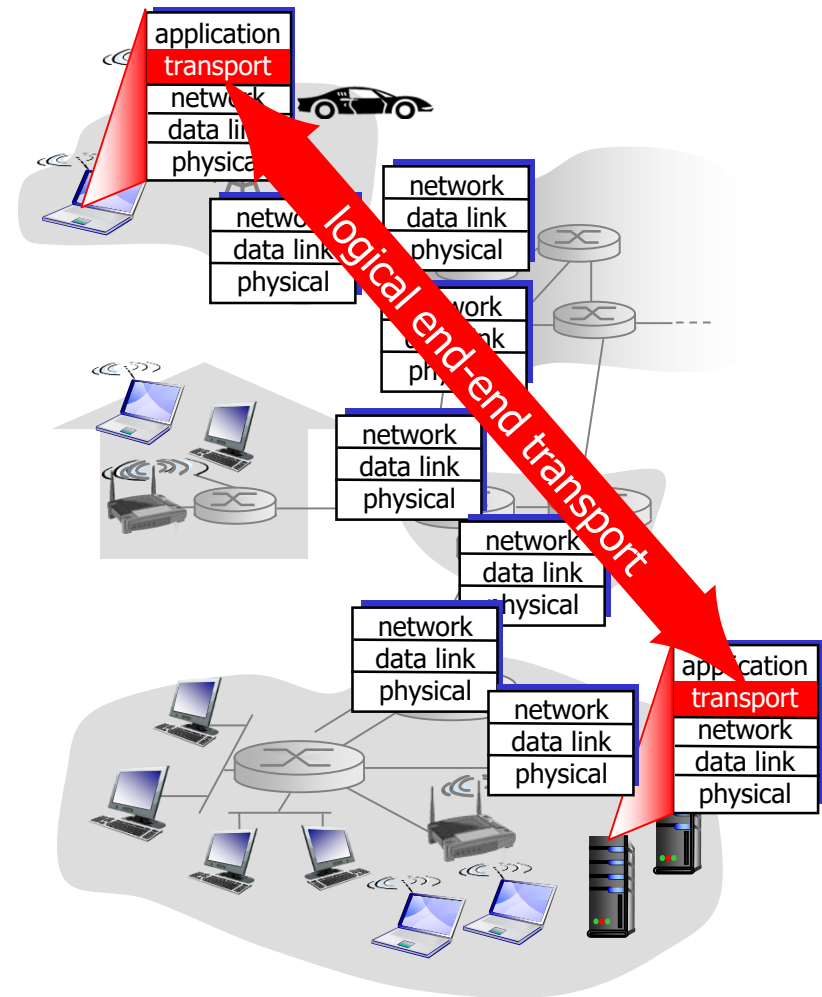 application
transport
network
data link
physical
network
data link
physical
network
data link
physical
logical end-end transport
network
data link
physical
network
data link
physical
network
data link
physical
network
data link
physical
application
transport
network
data link
physical